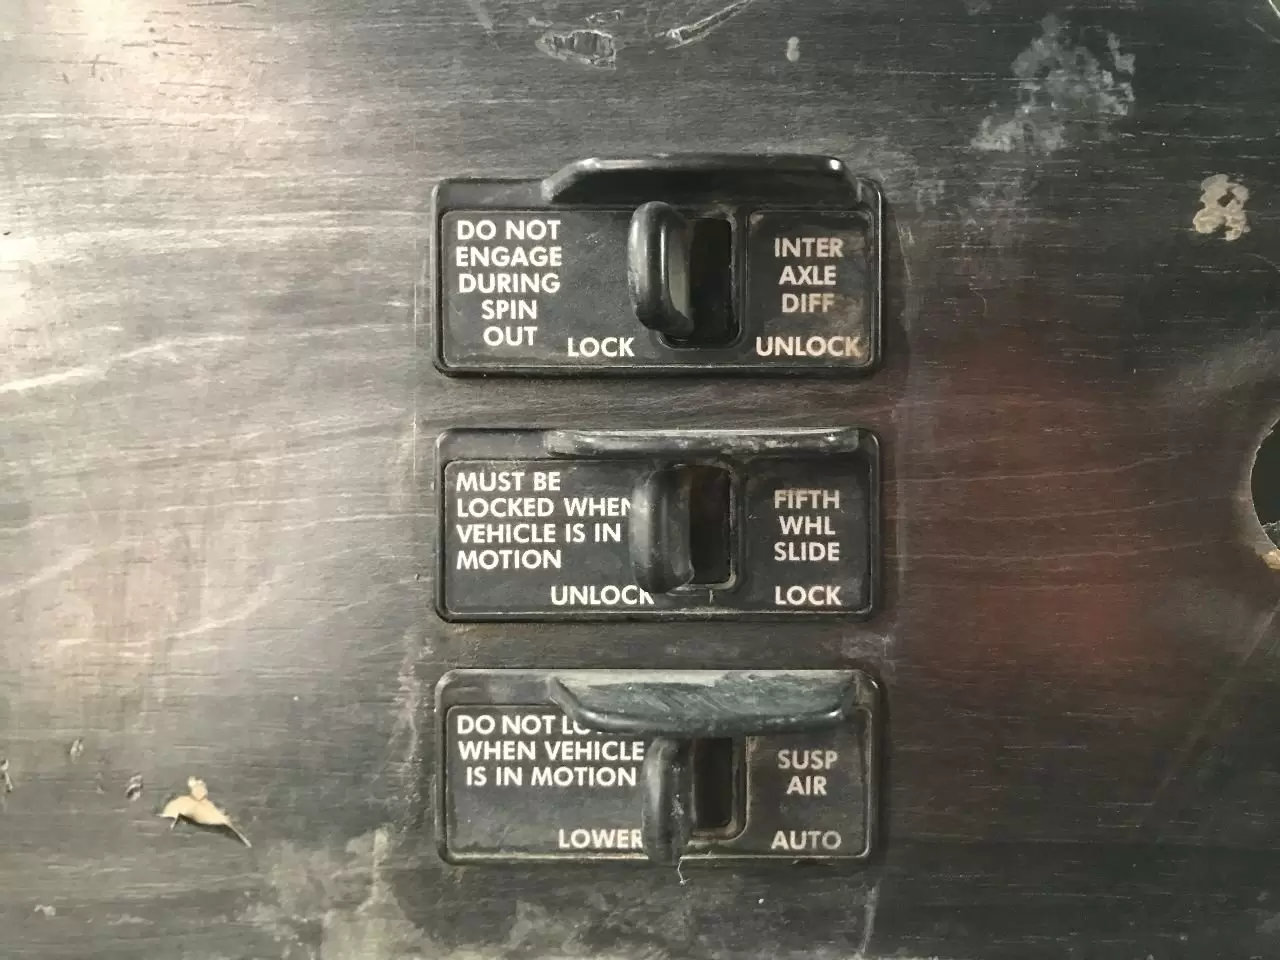 DO NOT
ENGAGE
DURING
SPIN
OUT
LOCK
INTER
AXLE
DIFF
UNLOCK
MUST BE
LOCKED WHEN
VEHICLE IS IN
MOTION
UNLOCK
FIFTH
WHL
SLIDE
LOCK
DO NOT
WHEN VEHICLE
IS IN MOTION
LOWER
SUSP
AIR
AUTO